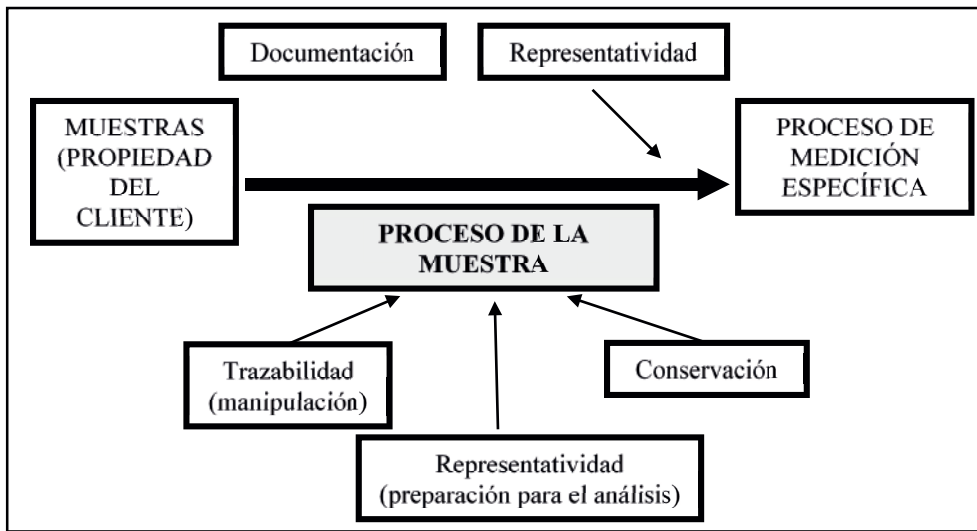 Documentación
Representatividad
MUESTRAS
(PROPIEDAD
DEL
CLIENTE)
PROCESO DE
MEDICIÓN
ESPECÍFICA
PROCESO DE LA
MUESTRA
Trazabilidad
(manipulación)
Conservación
Representatividad
(preparación para el análisis)